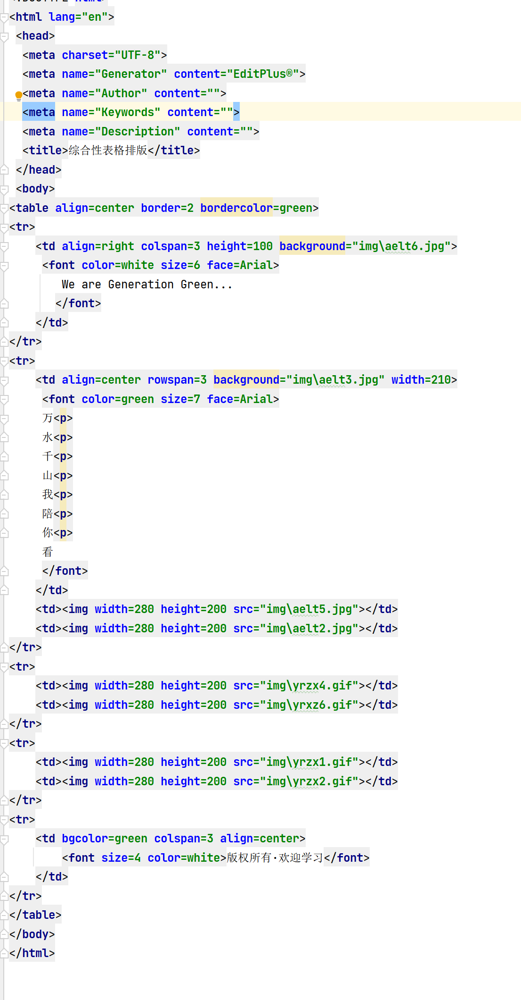 <!DOCTYPE html>
<html lang="en">
<head>
<meta charset="UTF-8">
<meta name="Generator" content="EditPlus®">
<meta name="Author" content="">
<meta name="Keywords" content="">
<meta name="Description" content="">
<title>综合性表格排版</title>
</head>
<body>
<table align=center border=2 bordercolor=green>
<tr>
<td align=right colspan=3 height=100 background="img\aelt6.jpg">
<font color=white size=6 face=Arial>
We are Generation Green...
</font>
</td>
</tr>
<tr>
<td align=center rowspan=3 background="img\aelt3.jpg" width=210>
<font color=green size=7 face=Arial>
万<p>
水<p>
千<p>
山<p>
我<p>
陪<p>
你<p>
看
</font>
</td>
<td><img width=280 height=200 src="img\aelt5.jpg"></td>
<td><img width=280 height=200 src="img\aelt2.jpg"></td>
</tr>
<tr>
<td><img width=280 height=200 src="img\yrzx4.gif"></td>
<td><img width=280 height=200 src="img\yrxz6.gif"></td>
</tr>
<tr>
<td><img width=280 height=200 src="img\yrzx1.gif"></td>
<td><img width=280 height=200 src="img\yrzx2.gif"></td>
</tr>
<tr>
<td bgcolor=green colspan=3 align=center>
<font size=4 color=white>版权所有·欢迎学习</font>
</td>
</tr>
</table>
</body>
</html>